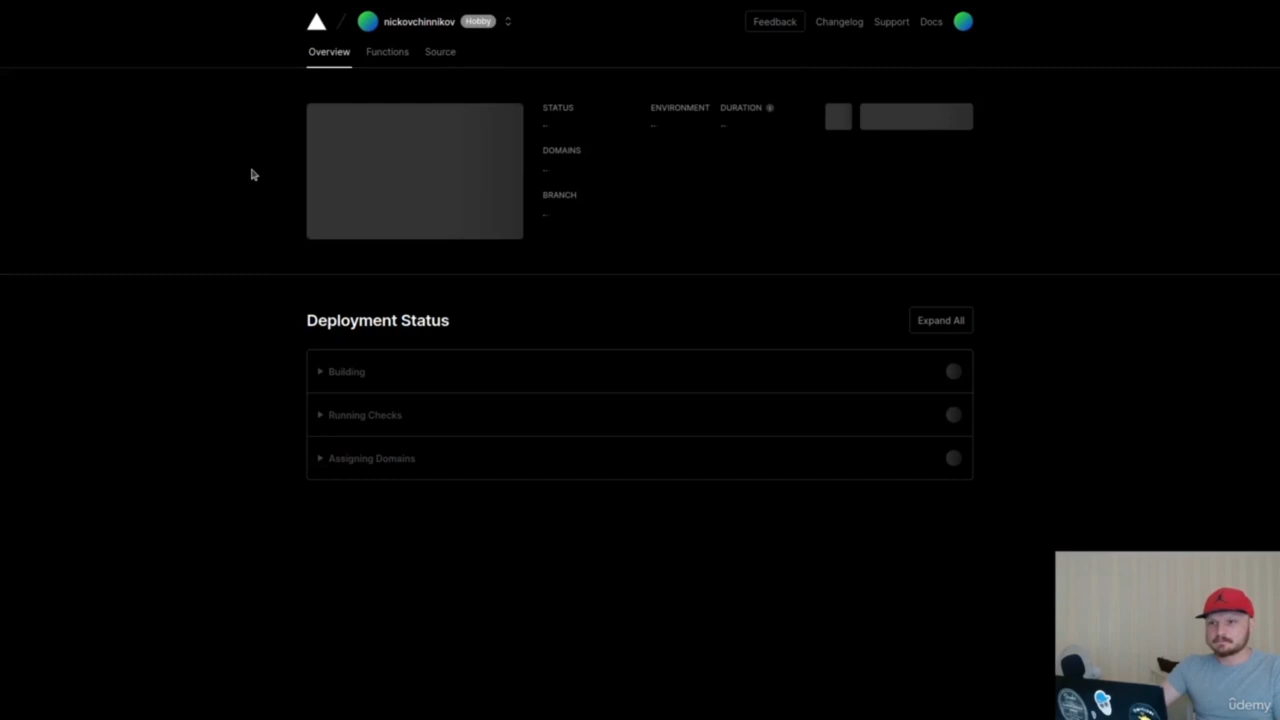 nickovchinnikov Hobby
Feedback Changelog Support Docs
Overview Functions Source
STATUS ENVIRONMENT DURATION
DOMAINS
BRANCH
Deployment Status
Expand All
Building
Running Checks
Assigning Domains
ûdemy